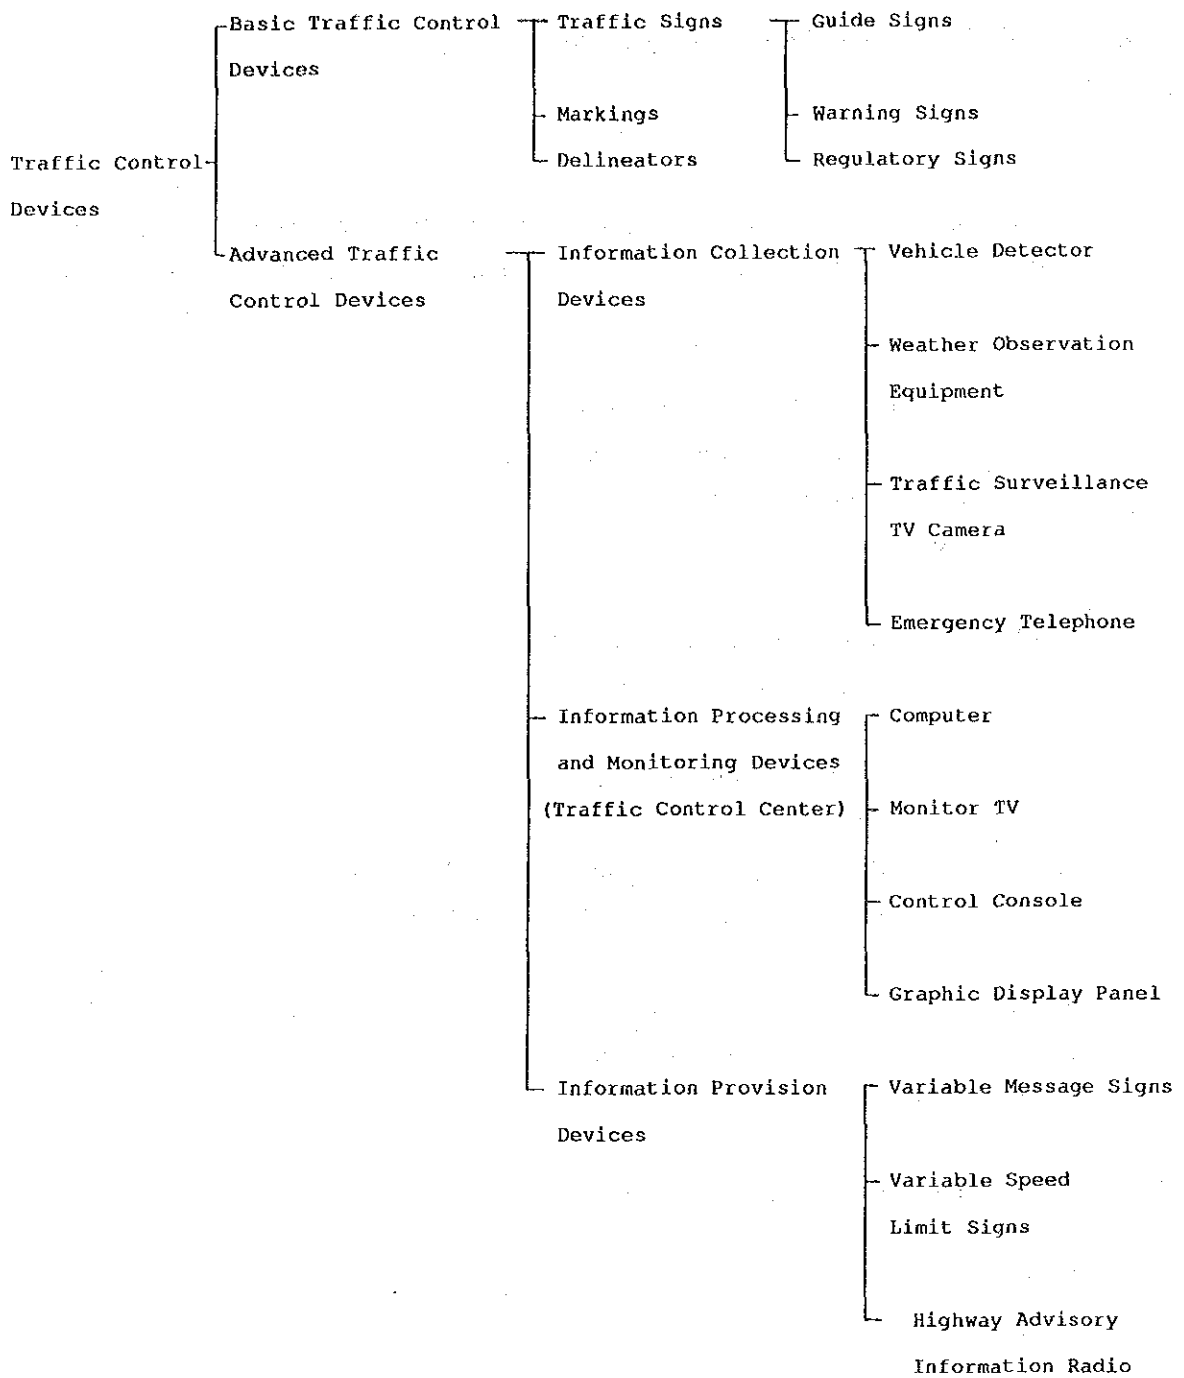 Basic Traffic Control
Devices
Traffic Signs
Guide Signs
Markings
Warning Signs
Delineators
Regulatory Signs
Traffic Control
Devices
Advanced Traffic
Control Devices
Information Collection
Devices
Vehicle Detector
Weather Observation
Equipment
Traffic Surveillance
TV Camera
Emergency Telephone
Information Processing
and Monitoring Devices
(Traffic Control Center)
Computer
Monitor TV
Control Console
Graphic Display Panel
Information Provision
Devices
Variable Message Signs
Variable Speed
Limit Signs
Highway Advisory
Information Radio